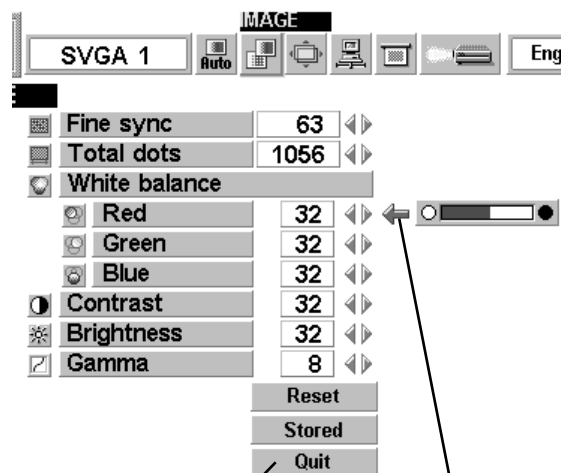 IMAGE
SVGA 1 Auto Eng
Fine sync 63
Total dots 1056
White balance
Red 32
Green 32
Blue 32
Contrast 32
Brightness 32
Gamma 8
Reset
Stored
Quit